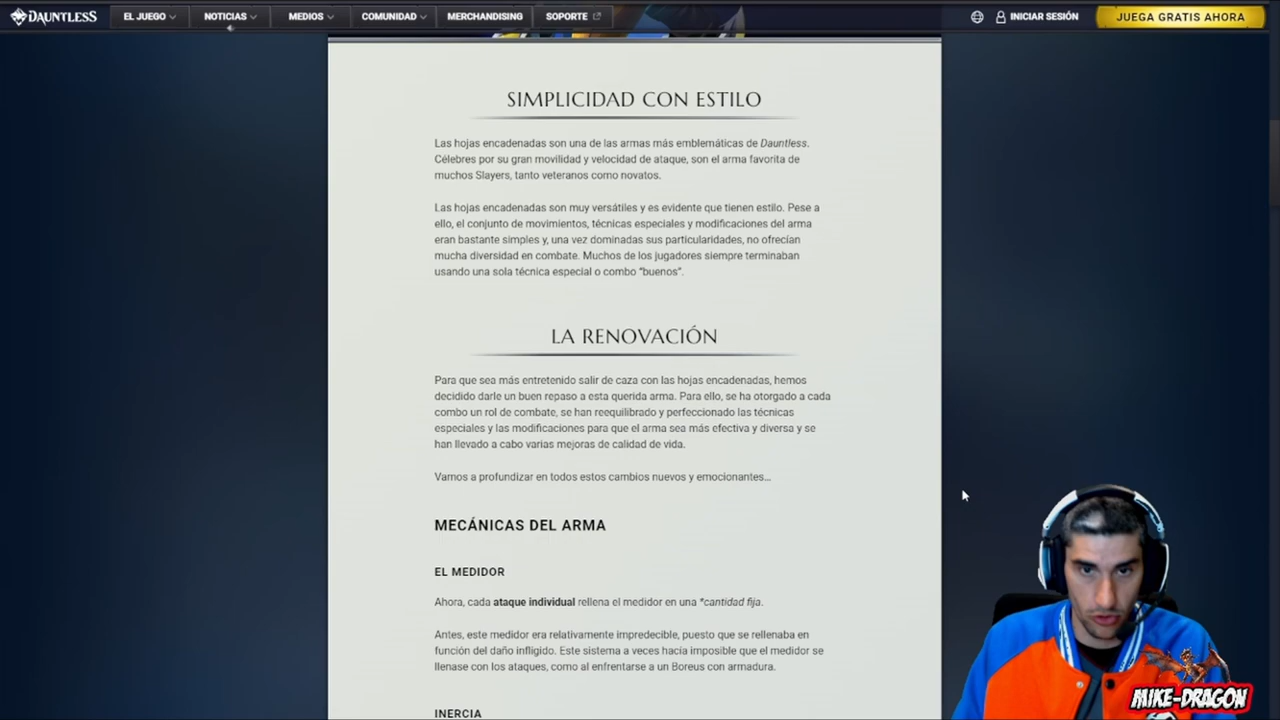 DAUNTLESS
EL JUEGO
NOTICIAS
MEDIOS
COMUNIDAD
MERCHANDISING
SOPORTE
INICIAR SESIÓN
JUEGA GRATIS AHORA
SIMPLICIDAD CON ESTILO
Las hojas encadenadas son una de las armas más emblemáticas de Dauntless.
Célebres por su gran movilidad y velocidad de ataque, son el arma favorita de
muchos Slayers, tanto veteranos como novatos.
Las hojas encadenadas son muy versátiles y es evidente que tienen estilo. Pese a
ello, el conjunto de movimientos, técnicas especiales y modificaciones del arma
eran bastante simples y, una vez dominadas sus particularidades, no ofrecían
mucha diversidad en combate. Muchos de los jugadores siempre terminaban
usando una sola técnica especial o combo "buenos".
LA RENOVACIÓN
Para que sea más entretenido salir de caza con las hojas encadenadas, hemos
decidido darle un buen repaso a esta querida arma. Para ello, se ha otorgado a cada
combo un rol de combate, se han reequilibrado y perfeccionado las técnicas
especiales y las modificaciones para que el arma sea más efectiva y diversa y se
han llevado a cabo varias mejoras de calidad de vida.
Vamos a profundizar en todos estos cambios nuevos y emocionantes...
MECÁNICAS DEL ARMA
EL MEDIDOR
Ahora, cada ataque individual rellena el medidor en una *cantidad fija.
Antes, este medidor era relativamente impredecible, puesto que se rellenaba en
función del daño infligido. Este sistema a veces hacía imposible que el medidor se
llenase con los ataques, como al enfrentarse a un Boreus con armadura.
INERCIA
MIKE-DRAGON